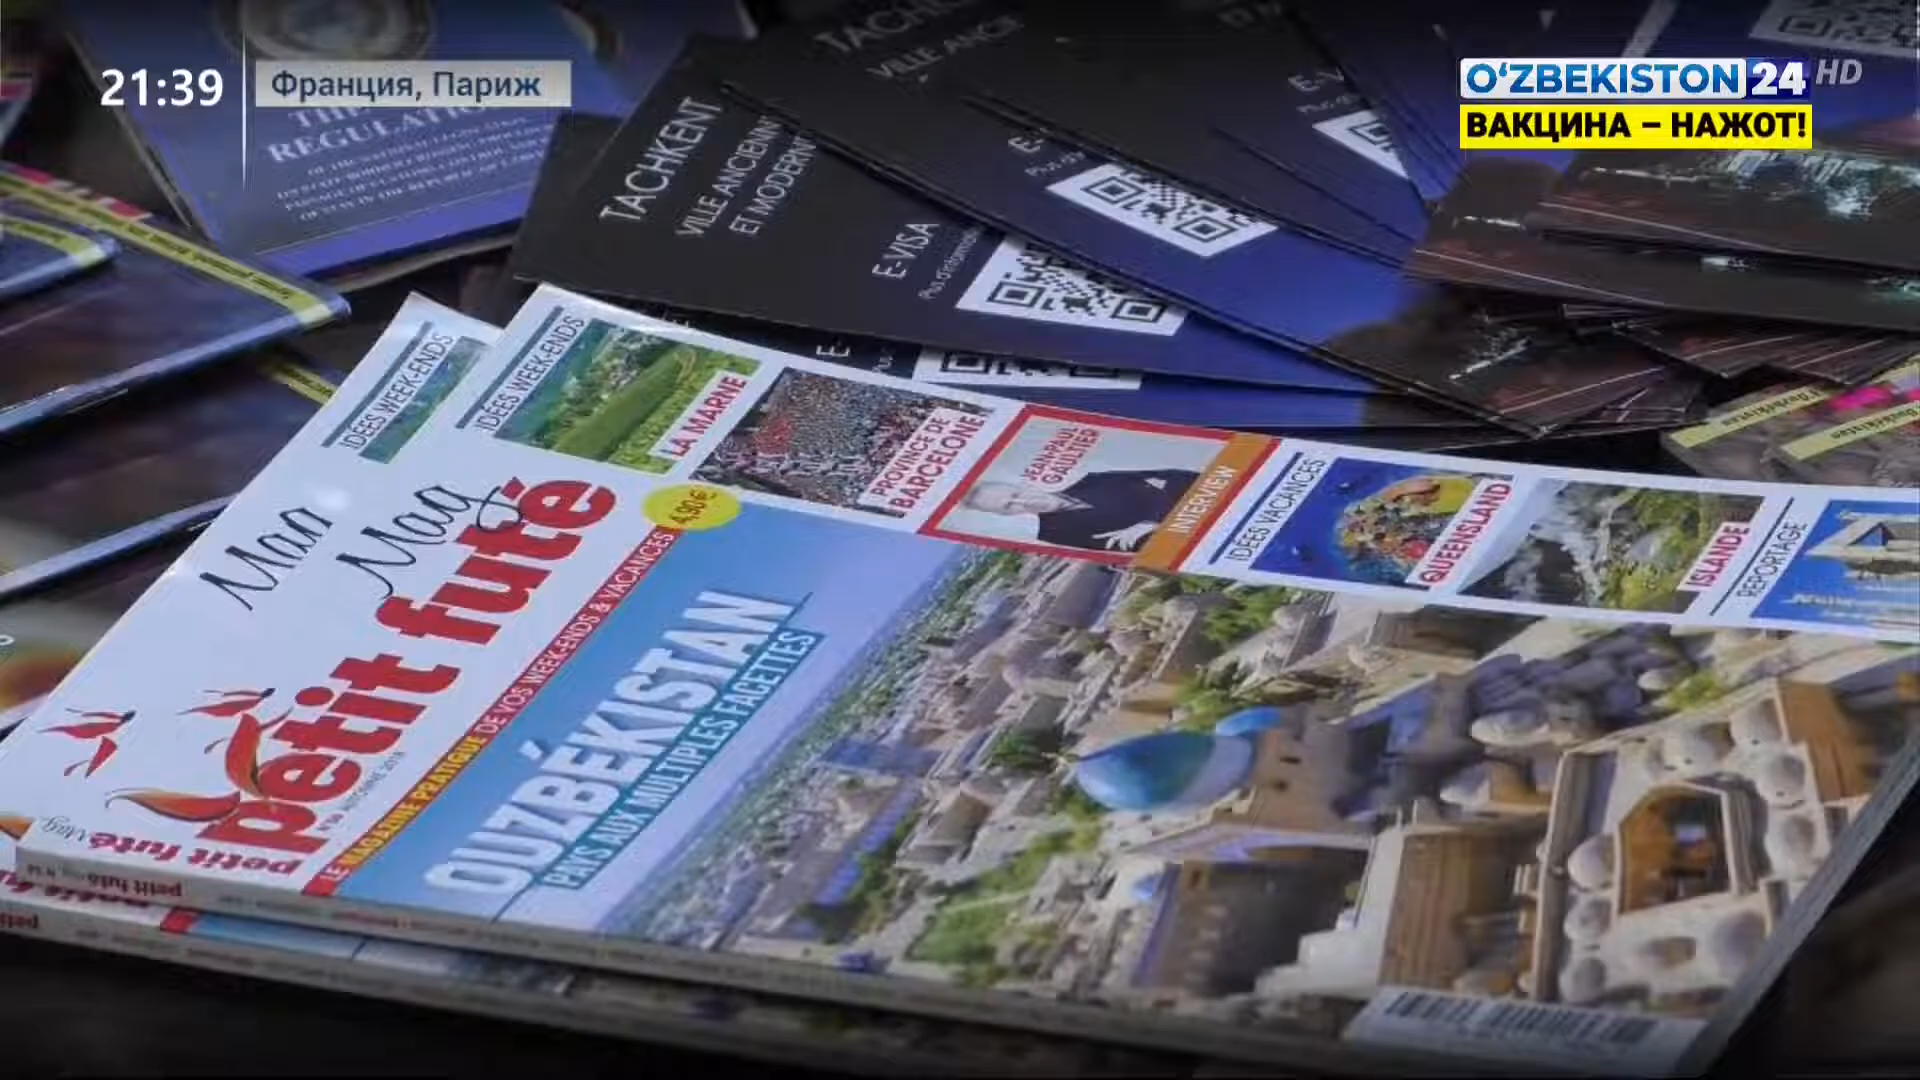 21:39
Франция, Париж
O‘ZBEKISTON 24 HD
ВАКЦИНА – НАЖОТ!
REGULATION
TACHKENT
VILLE ANCIENNE
ET MODERNE
E-VISA
TACHKENT
VILLE ANCIENNE
IDÉES WEEK-ENDS
IDÉES WEEK-ENDS
LA MARNE
PROVINCE DE
BARCELONE
JEAN-PAUL
GAULTIER
INTERVIEW
IDÉES VACANCES
QUEENSLAND
ISLANDE
REPORTAGE
Mag
petit futé
4,90€
LE MAGAZINE PRATIQUE DE VOS WEEK-ENDS & VACANCES
OUZBÉKISTAN
PAYS AUX MULTIPLES FACETTES
petit futé Mag
petit futé